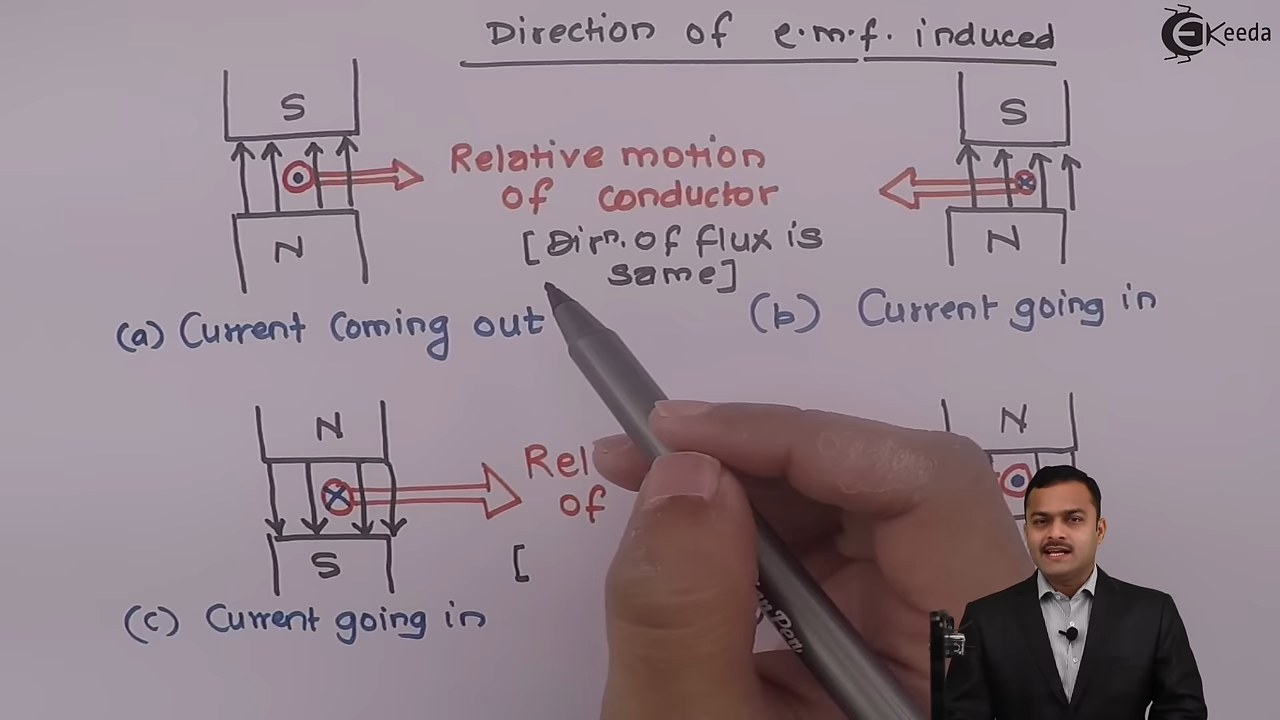 Direction of e.m.f. induced
Keeda
S
S
Relative motion
of conductor
N
N
[Dirn. of flux is
same]
(a) Current Coming out
(b) Current going in
N
N
Rel
of
S
[
(c) Current going in